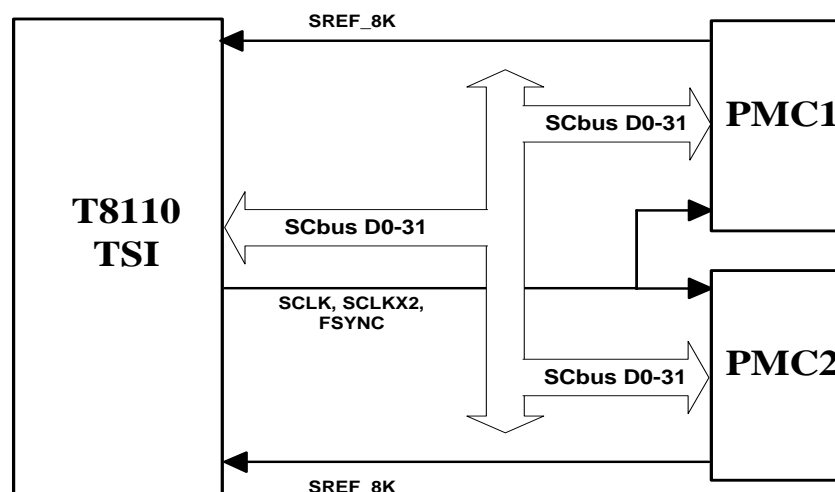 SREF_8K
SCbus D0-31
PMC1
T8110
TSI
SCbus D0-31
SCLK, SCLKX2,
FSYNC
SCbus D0-31
PMC2
SREF_8K